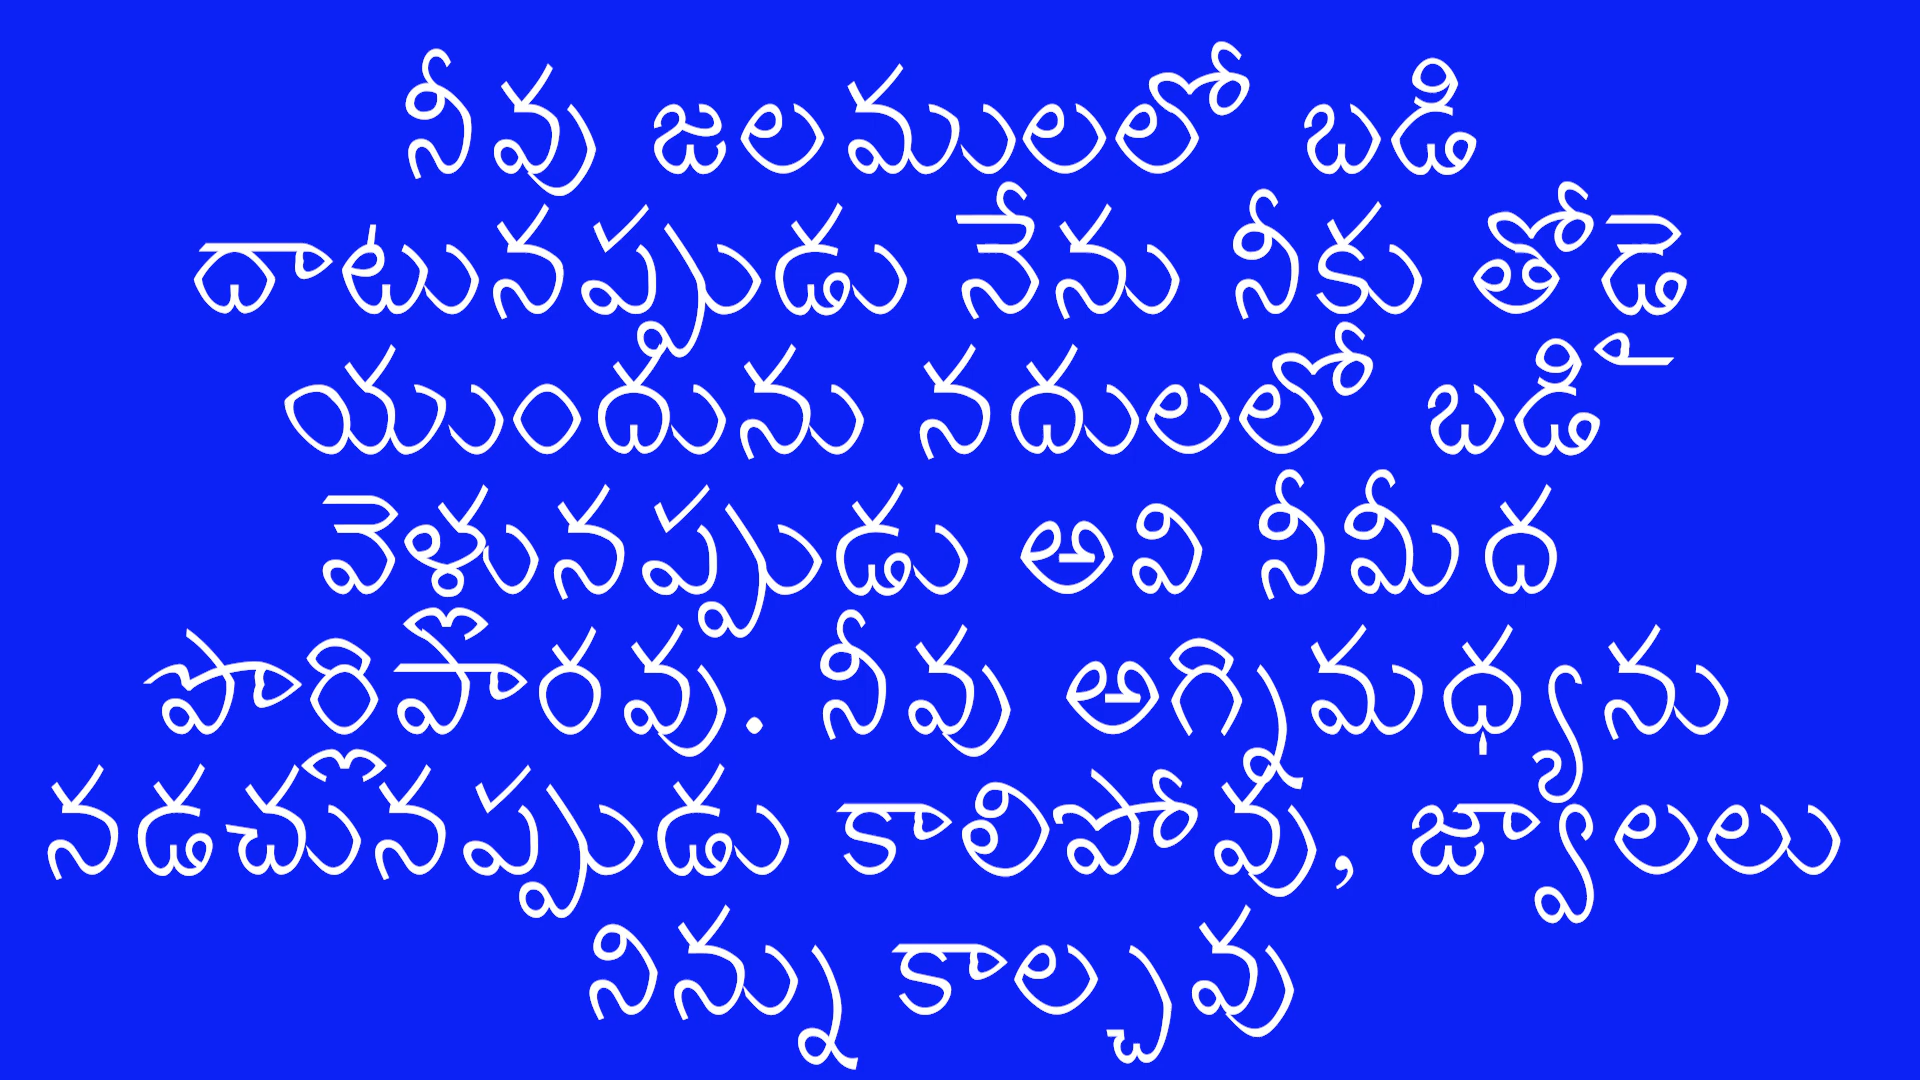 నీవు జలములలో బడి
దాటునప్పుడు నేను నీకు తోడై
యుందును నదులలో బడి
వెళునప్పుడు అవి నీమీద
పొరిపొారవు. నీవు అగ్నిమధ్యను
నడచుొనప్పుడు కాలిపోవు, జ్వాలలు
నిన్ను కాల్చవు